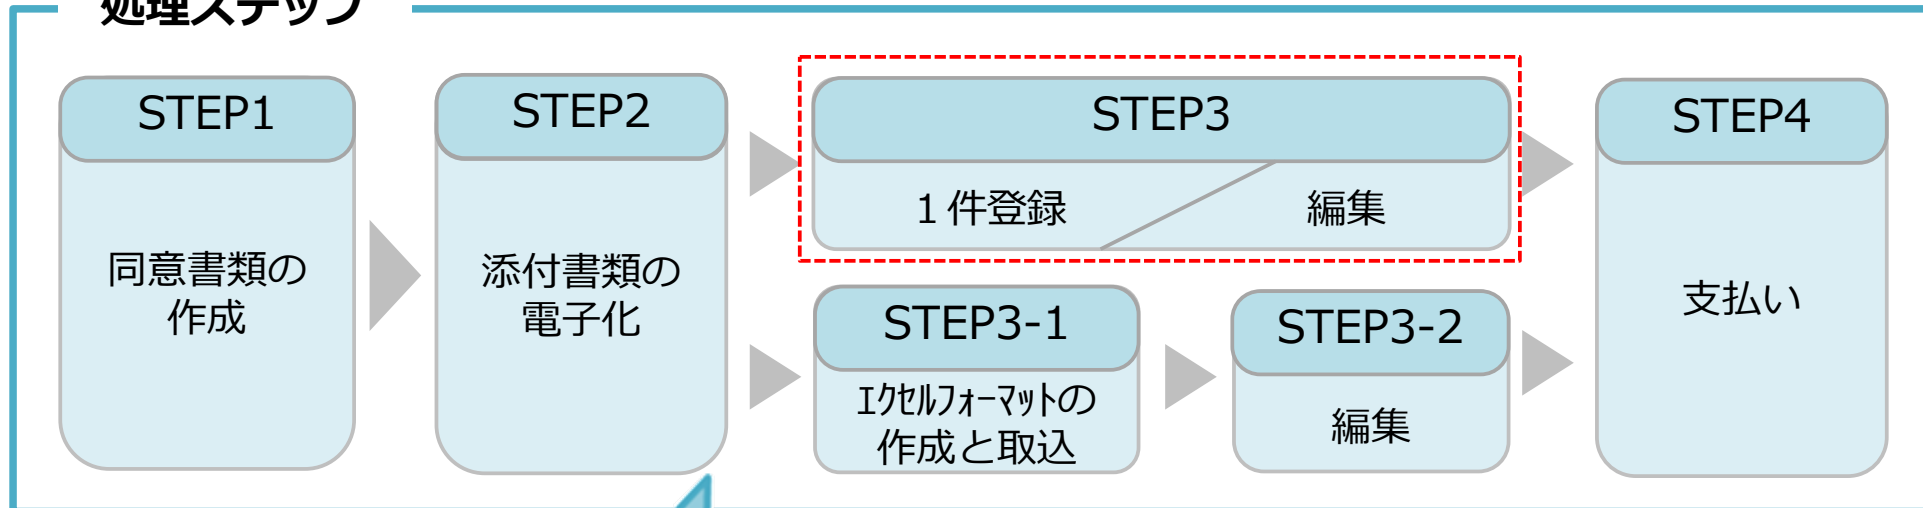 処理ステップ
STEP1
同意書類の
作成
STEP2
添付書類の
電子化
STEP3
１件登録
編集
STEP3-1
ｴｸｾﾙﾌｫｰﾏｯﾄの
作成と取込
STEP3-2
編集
STEP4
支払い